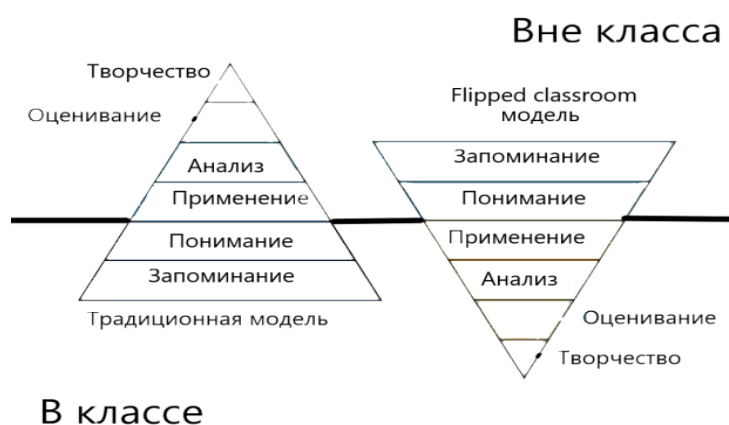 Вне класса
Творчество
Оценивание
Анализ
Применение
Понимание
Запоминание
Традиционная модель
Flipped classroom
модель
Запоминание
Понимание
Применение
Анализ
Оценивание
Творчество
В классе